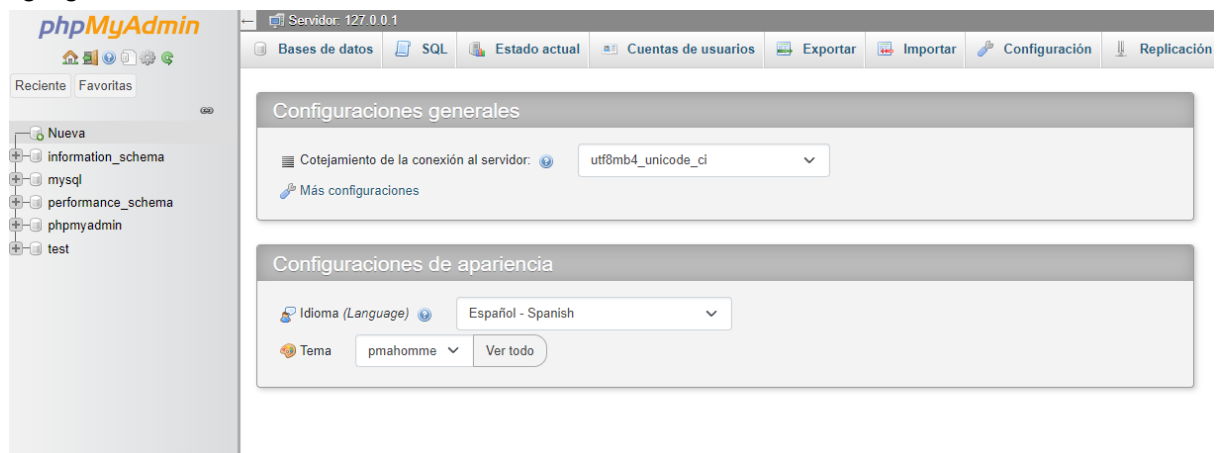 phpMyAdmin
Reciente Favoritas
Nueva
information_schema
mysql
performance_schema
phpmyadmin
test
Servidor: 127.0.0.1
Bases de datos SQL Estado actual Cuentas de usuarios Exportar Importar Configuración Replicación
Configuraciones generales
Cotejamiento de la conexión al servidor: utf8mb4_unicode_ci
Más configuraciones
Configuraciones de apariencia
Idioma (Language) Español - Spanish
Tema pmahomme Ver todo